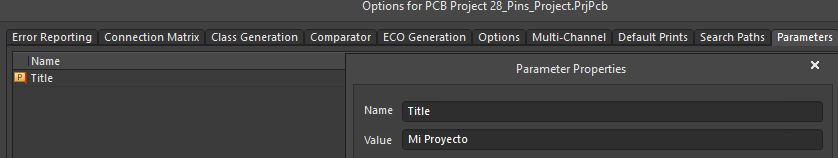 Options for PCB Project 28_Pins_Project.PrjPcb
Error Reporting Connection Matrix Class Generation Comparator ECO Generation Options Multi-Channel Default Prints Search Paths Parameters
Name
P Title
Parameter Properties
Name Title
Value Mi Proyecto